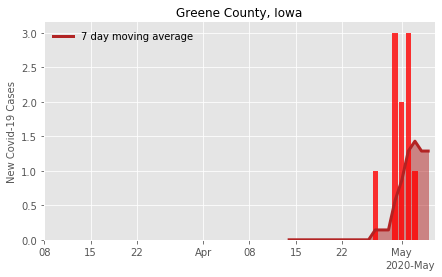 Greene County, Iowa
7 day moving average
New Covid-19 Cases
3.0
2.5
2.0
1.5
1.0
0.5
0.0
08 15 22 Apr 08 15 22 May
2020-May